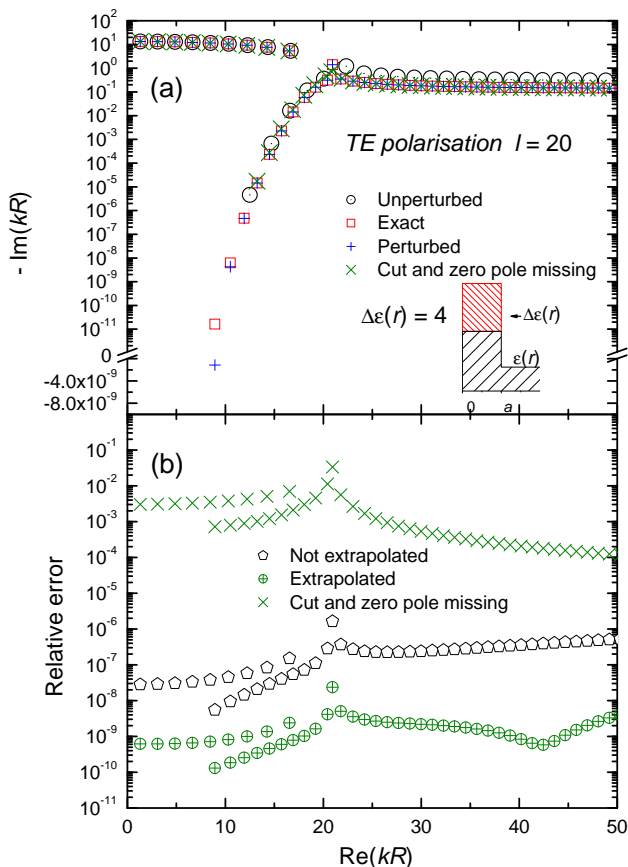 10^2
10^1
10^0
10^-1
10^-2
10^-3
10^-4
10^-5
10^-6
10^-7
10^-8
10^-9
10^-10
10^-11
0
-4.0x10^-9
-8.0x10^-9
- Im(kR)
(a)
TE polarisation l = 20
Unperturbed
Exact
Perturbed
Cut and zero pole missing
Δε(r) = 4
Δε(r)
ε(r)
0 a
10^-1
10^-2
10^-3
10^-4
10^-5
10^-6
10^-7
10^-8
10^-9
10^-10
10^-11
Relative error
(b)
Not extrapolated
Extrapolated
Cut and zero pole missing
0 10 20 30 40 50
Re(kR)